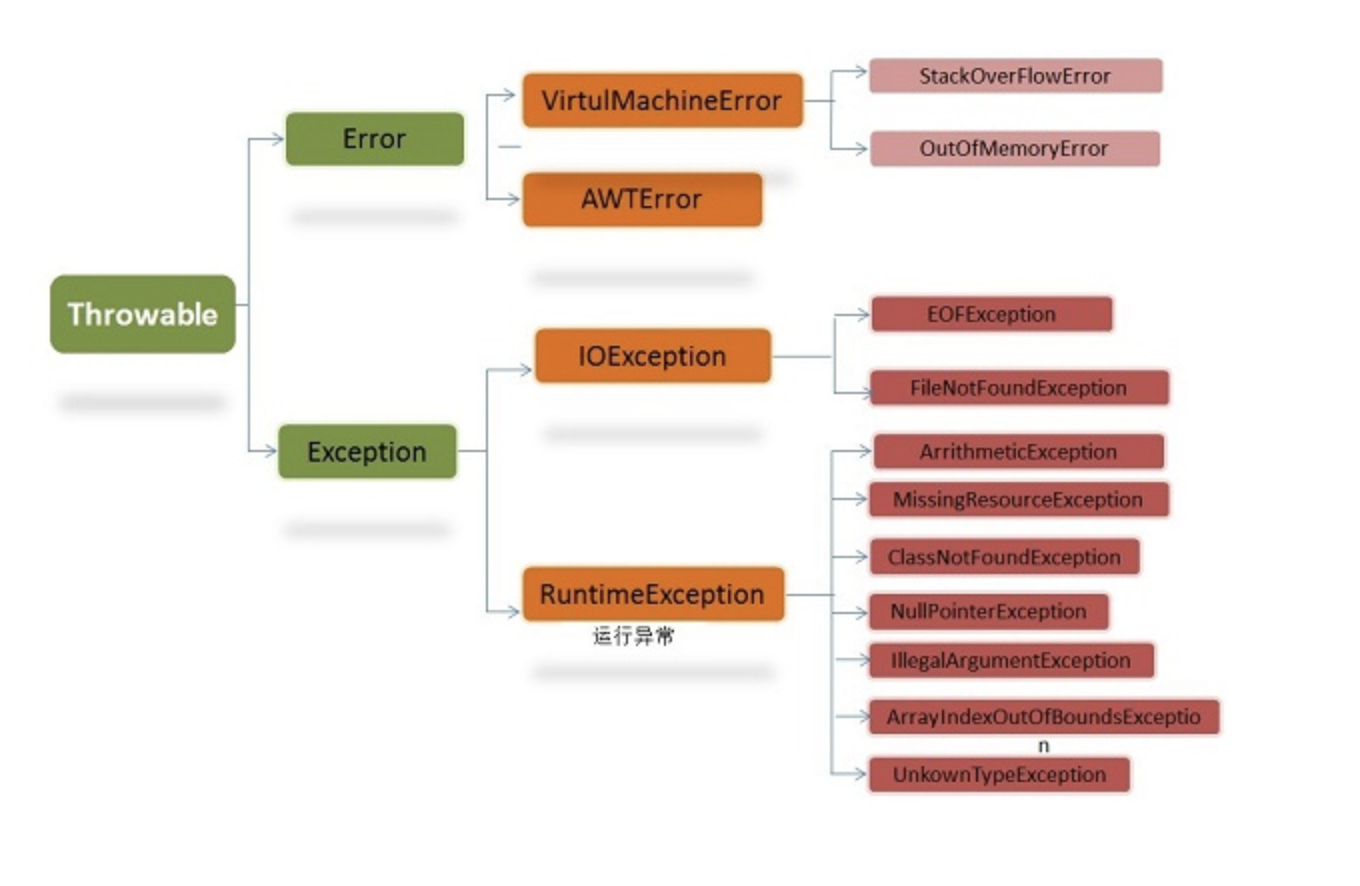 Throwable
Error
VirtulMachineError
StackOverFlowError
OutOfMemoryError
AWTError
Exception
IOException
EOFException
FileNotFoundException
RuntimeException
运行异常
ArrithmeticException
MissingResourceException
ClassNotFoundException
NullPointerException
IllegalArgumentException
ArrayIndexOutOfBoundsExceptio
n
UnkownTypeException